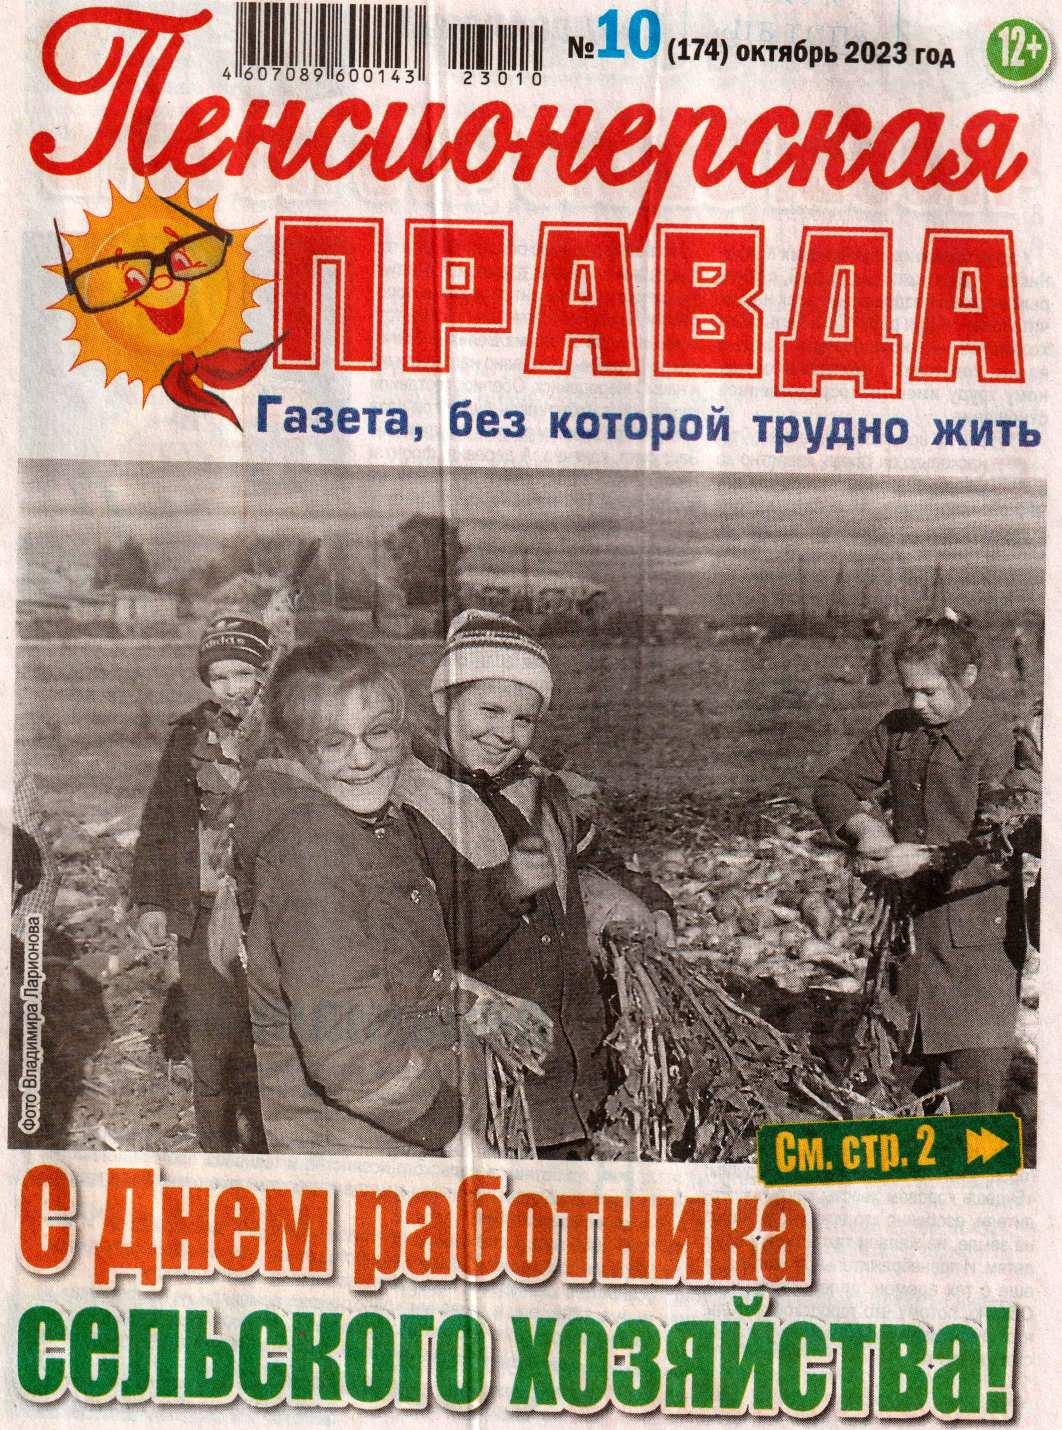 №10 (174) октябрь 2023 год
12+
4 607089 600143
23010
Пенсионерская
ПРАВДА
Газета, без которой трудно жить
Фото Владимира Ларионова
См. стр. 2
С Днем работника
сельского хозяйства!